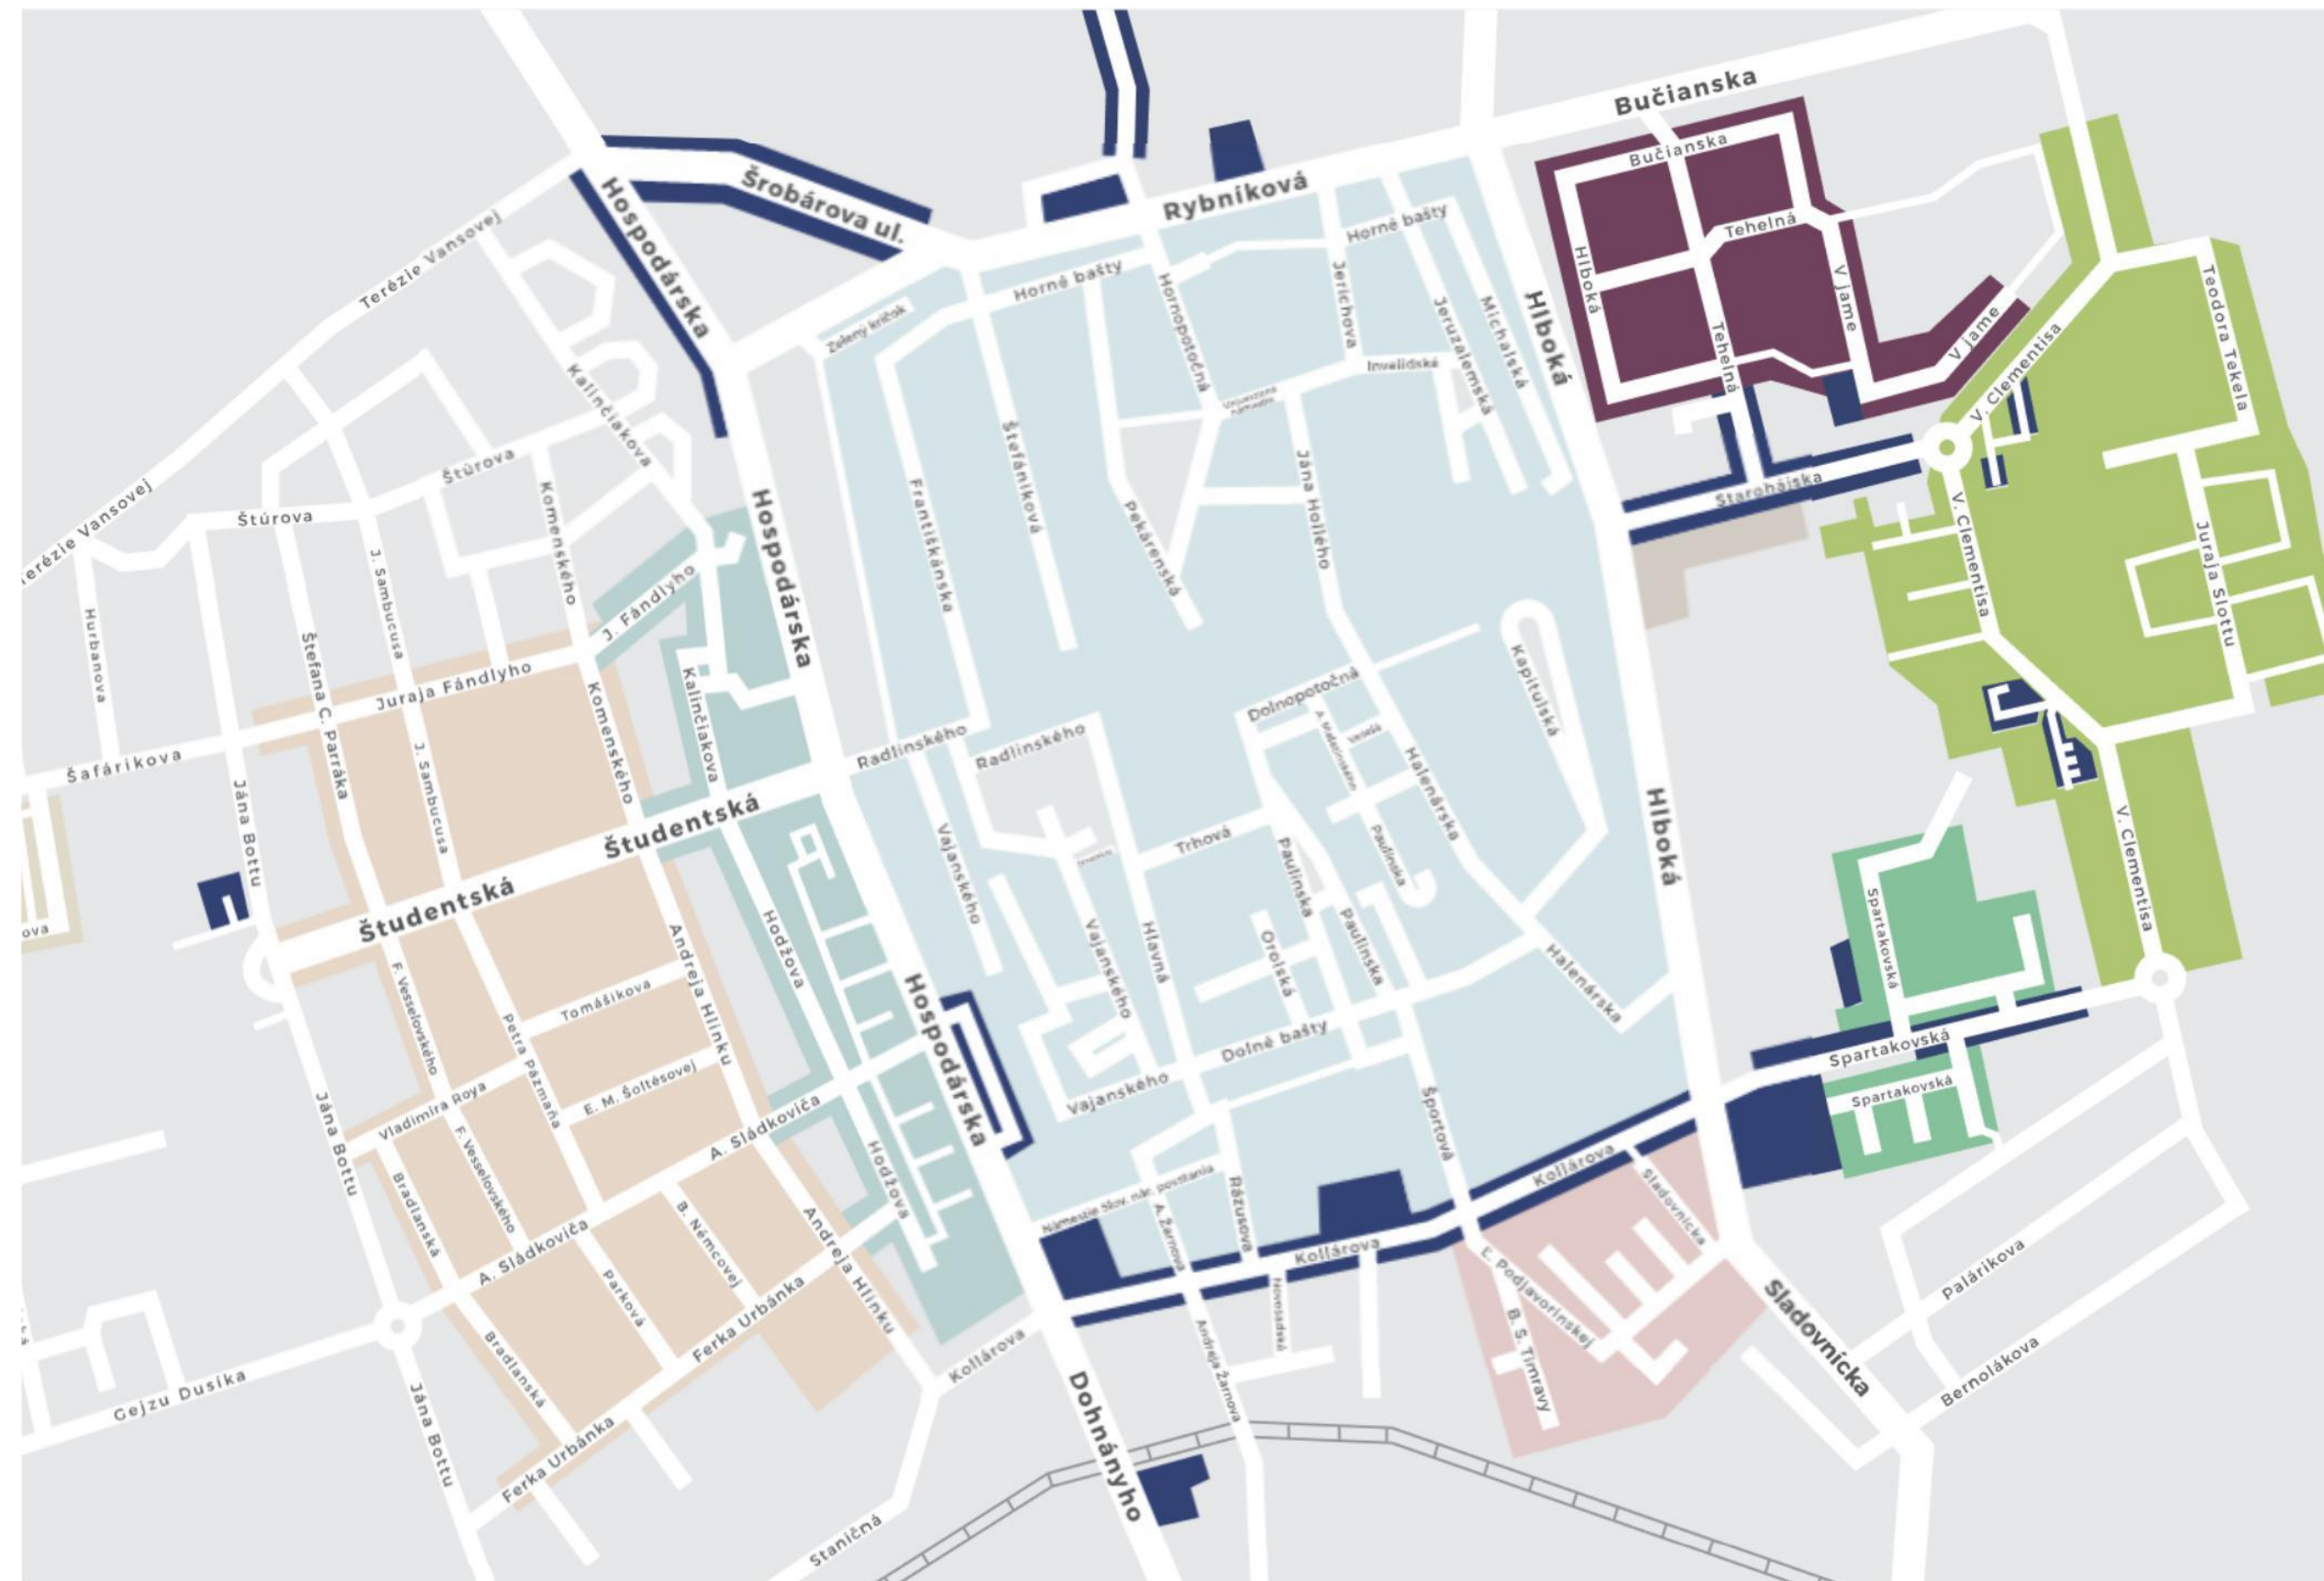 Bučianska
Bučianska
Šrobárova ul.
Hospodárska
Rybníková
Terézie Vansovej
Horné bašty
Horné bašty
Tehelná
Hlboká
V jame
Teodora Tekela
Zelený kríčok
Hornopotočná
Jerichova
Jeruzalemská
Michalská
Hlboká
Tehelná
V jame
V. Clementisa
Invalidská
Kalinčiakova
Štúrova
Štefánikova
Františkánska
Jána Hollého
Pekárenská
Starohájska
Terézie Vansovej
Štúrova
Komenského
Hospodárska
V. Clementisa
Juraja Slottu
J. Sambucusa
J. Fándlyho
Hurbanova
Štefana C. Parráka
Juraja Fándlyho
Komenského
Kalinčiakova
Kapitulská
Dolnopotočná
Veselá
Radlinského
Radlinského
Halenárska
Šafárikova
J. Sambucusa
Jána Bottu
Študentská
Študentská
Vajanského
Trhová
Paulínska
Paulínska
Hlboká
V. Clementisa
Spartakovská
ova
Andreja Hlinku
Hodžova
Vajanského
Hlavná
Orolská
Paulínska
Halenárska
F. Vesselovského
Tomášikova
Petra Pázmaňa
Hospodárska
Dolné bašty
Spartakovská
Spartakovská
Vladimíra Roya
E. M. Šoltésovej
A. Sládkoviča
Vajanského
Športová
Jána Bottu
F. Vesselovského
Bradlanská
Hodžova
Kollárova
Sladovnícka
Námestie Slov. nár. povstania
A. Žarnova
Rázusova
A. Sládkoviča
B. Němcovej
Andreja Hlinku
Kollárova
Parková
Ferka Urbánka
Novosadská
Ľ. Podjavorinskej
B. S. Timravy
Sladovnícka
Palárikova
Bernolákova
Bradlanská
Kollárova
Andreja Žarnova
Gejzu Dusíka
Jána Bottu
Dohnányho
Ferka Urbánka
Staničná